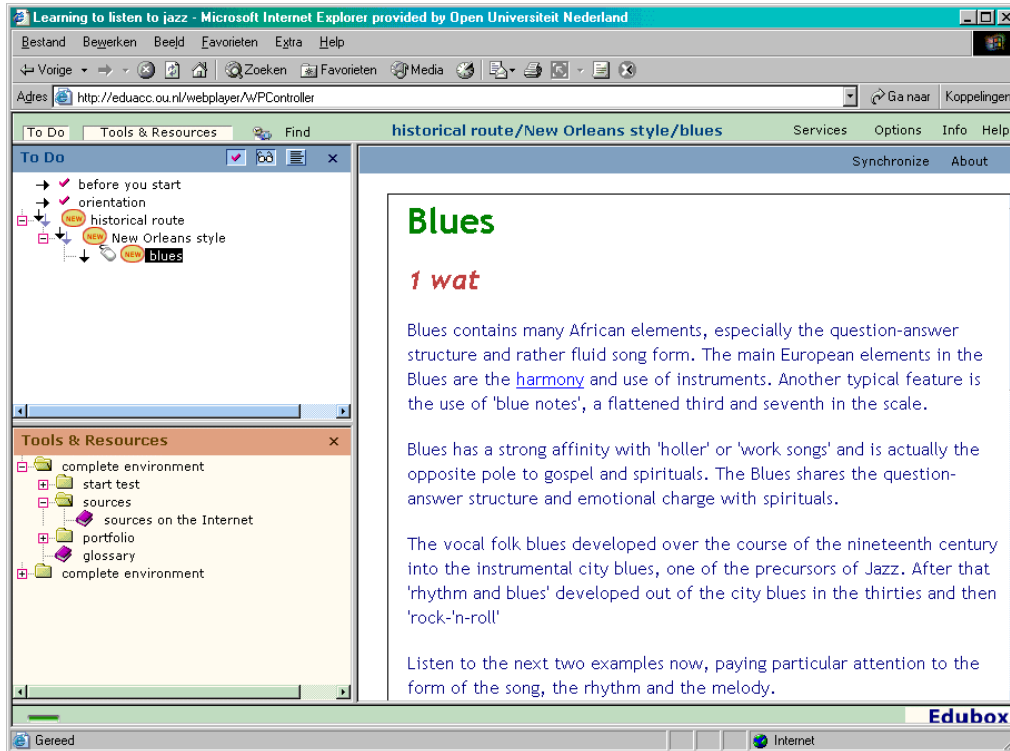 Learning to listen to jazz - Microsoft Internet Explorer provided by Open Universiteit Nederland
Bestand Bewerken Beeld Favorieten Extra Help
Vorige Zoeken Favorieten Media
Adres http://eduacc.ou.nl/webplayer/WPController Ga naar Koppelingen
To Do Tools & Resources Find historical route/New Orleans style/blues Services Options Info Help
To Do
Synchronize About
before you start
orientation
NEW historical route
NEW New Orleans style
NEW blues
Tools & Resources
complete environment
start test
sources
sources on the Internet
portfolio
glossary
complete environment
Blues
1 wat
Blues contains many African elements, especially the question-answer
structure and rather fluid song form. The main European elements in the
Blues are the harmony and use of instruments. Another typical feature is
the use of 'blue notes', a flattened third and seventh in the scale.
Blues has a strong affinity with 'holler' or 'work songs' and is actually the
opposite pole to gospel and spirituals. The Blues shares the question-
answer structure and emotional charge with spirituals.
The vocal folk blues developed over the course of the nineteenth century
into the instrumental city blues, one of the precursors of Jazz. After that
'rhythm and blues' developed out of the city blues in the thirties and then
'rock-'n-roll'
Listen to the next two examples now, paying particular attention to the
form of the song, the rhythm and the melody.
Edubox
Gereed Internet